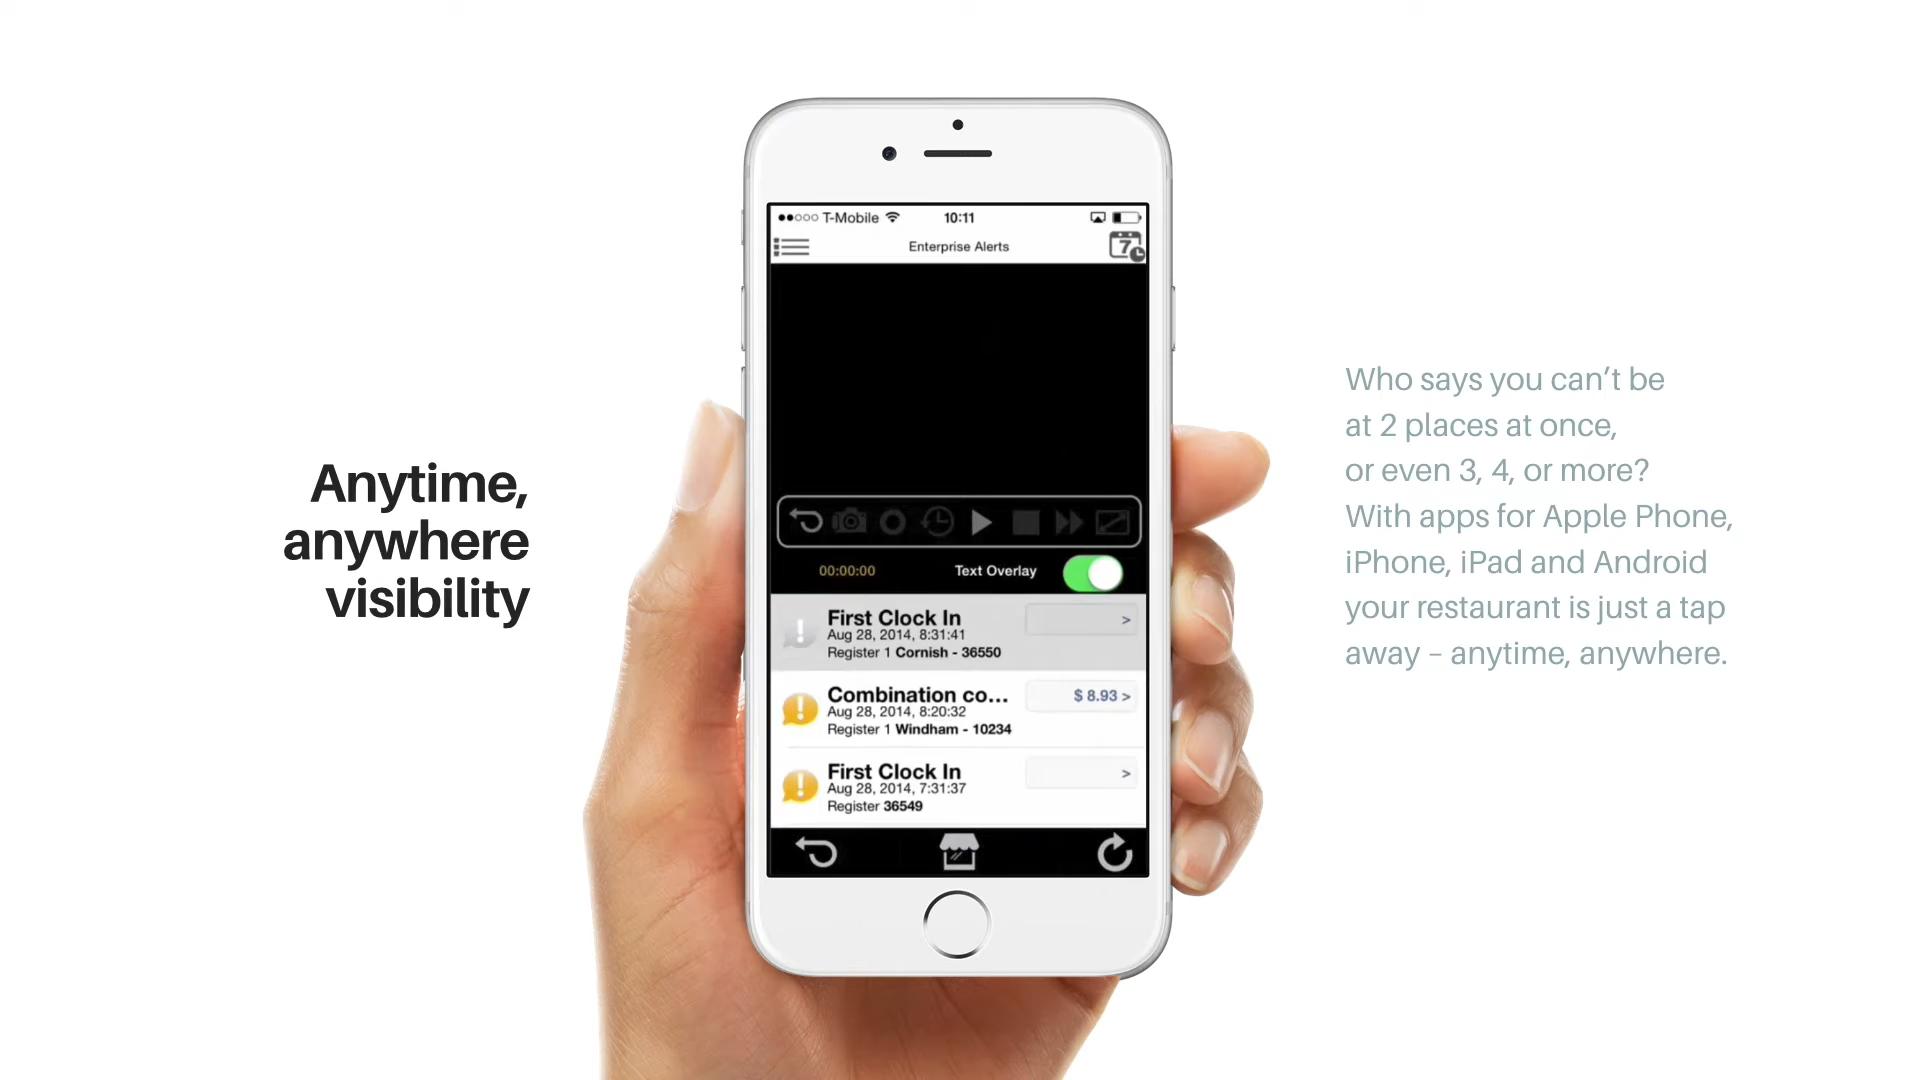 Anytime,
anywhere
visibility
T-Mobile 10:11
Enterprise Alerts
7
00:00:00 Text Overlay
First Clock In
Aug 28, 2014, 8:31:41
Register 1 Cornish - 36550
>
Combination co...
Aug 28, 2014, 8:20:32
Register 1 Windham - 10234
$ 8.93 >
First Clock In
Aug 28, 2014, 7:31:37
Register 36549
>
Who says you can’t be
at 2 places at once,
or even 3, 4, or more?
With apps for Apple Phone,
iPhone, iPad and Android
your restaurant is just a tap
away – anytime, anywhere.